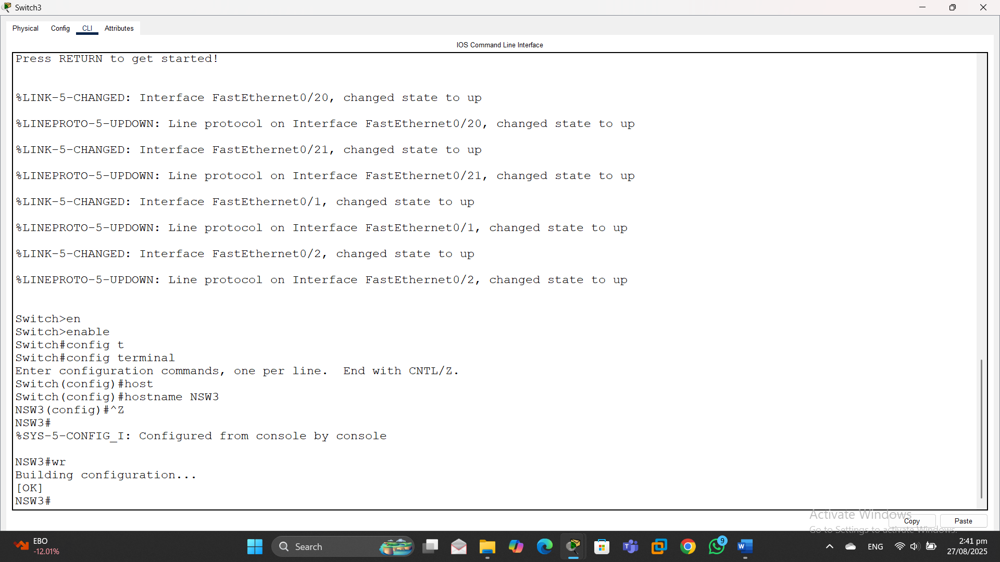 Switch3
Physical Config CLI Attributes
IOS Command Line Interface
Press RETURN to get started!
%LINK-5-CHANGED: Interface FastEthernet0/20, changed state to up
%LINEPROTO-5-UPDOWN: Line protocol on Interface FastEthernet0/20, changed state to up
%LINK-5-CHANGED: Interface FastEthernet0/21, changed state to up
%LINEPROTO-5-UPDOWN: Line protocol on Interface FastEthernet0/21, changed state to up
%LINK-5-CHANGED: Interface FastEthernet0/1, changed state to up
%LINEPROTO-5-UPDOWN: Line protocol on Interface FastEthernet0/1, changed state to up
%LINK-5-CHANGED: Interface FastEthernet0/2, changed state to up
%LINEPROTO-5-UPDOWN: Line protocol on Interface FastEthernet0/2, changed state to up
Switch>en
Switch>enable
Switch#config t
Switch#config terminal
Enter configuration commands, one per line.  End with CNTL/Z.
Switch(config)#host
Switch(config)#hostname NSW3
NSW3(config)#^Z
NSW3#
%SYS-5-CONFIG_I: Configured from console by console
NSW3#wr
Building configuration...
[OK]
NSW3#
Activate Windows
Go to Settings to activate Windows.
Copy Paste
EBO
-12.01%
Search
9
ENG
2:41 pm
27/08/2025